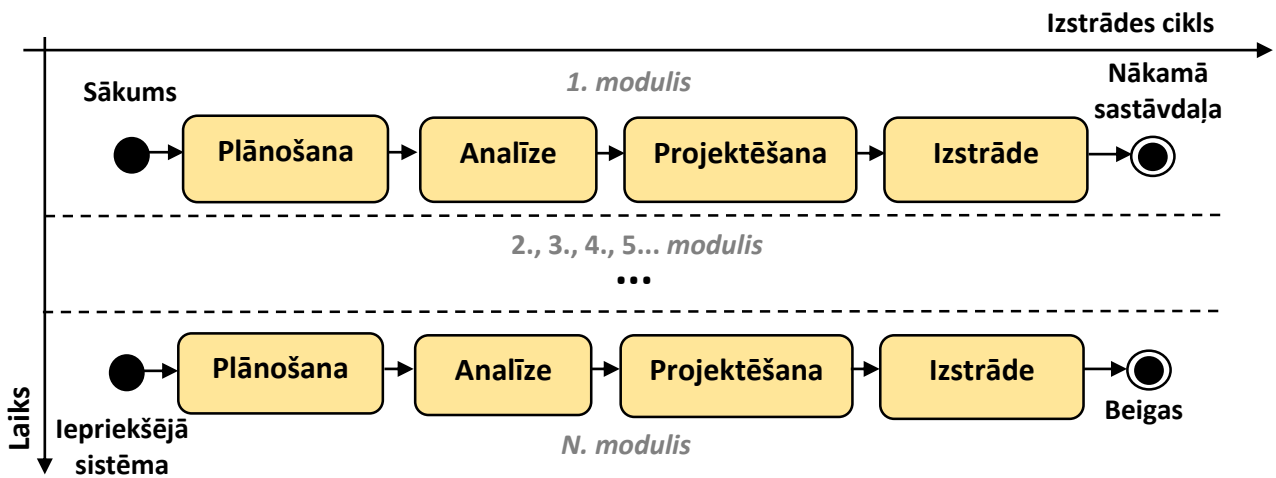 Izstrādes cikls
1. modulis
Sākums
Nākamā
sastāvdaļa
Plānošana
Analīze
Projektēšana
Izstrāde
2., 3., 4., 5... modulis
...
Plānošana
Analīze
Projektēšana
Izstrāde
Laiks
Iepriekšējā
sistēma
N. modulis
Beigas